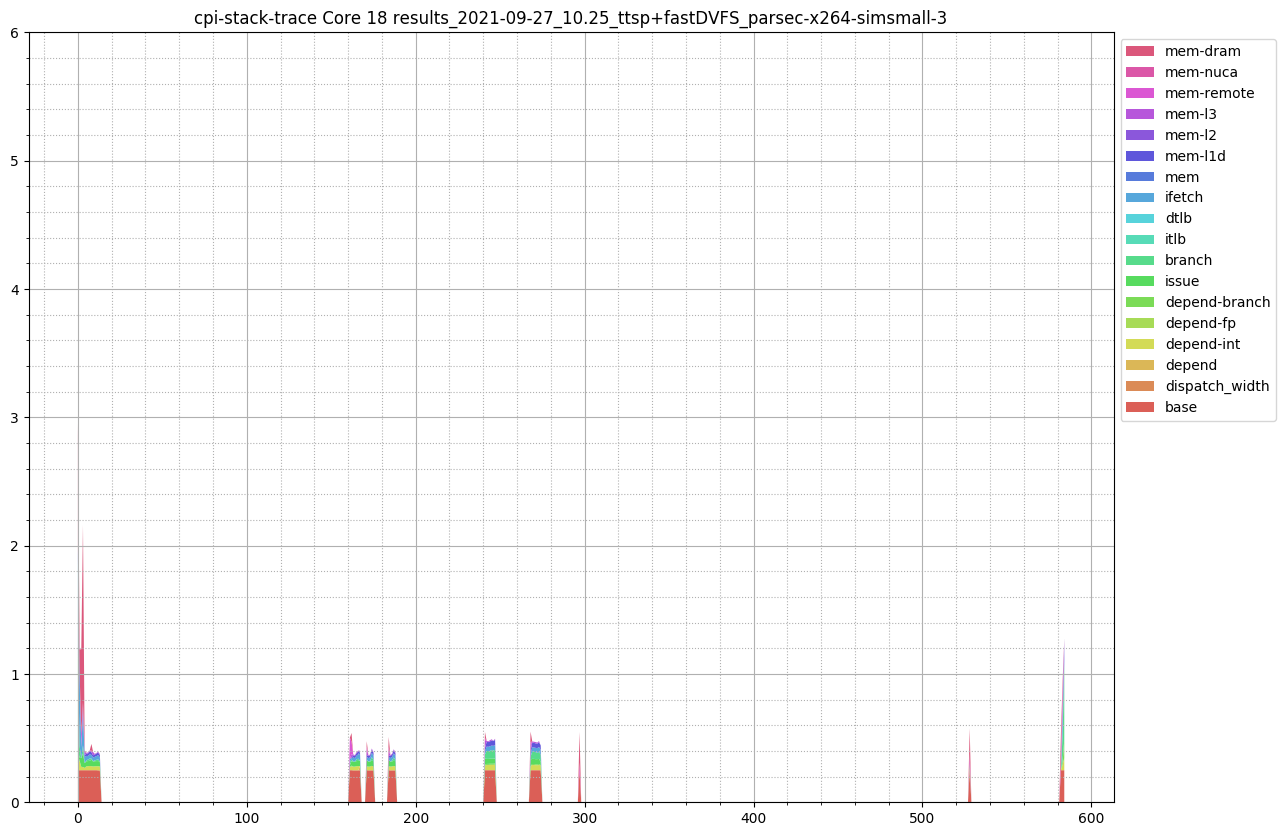 cpi-stack-trace Core 18 results_2021-09-27_10.25_ttsp+fastDVFS_parsec-x264-simsmall-3
6
5
4
3
2
1
0
0 100 200 300 400 500 600
mem-dram
mem-nuca
mem-remote
mem-l3
mem-l2
mem-l1d
mem
ifetch
dtlb
itlb
branch
issue
depend-branch
depend-fp
depend-int
depend
dispatch_width
base